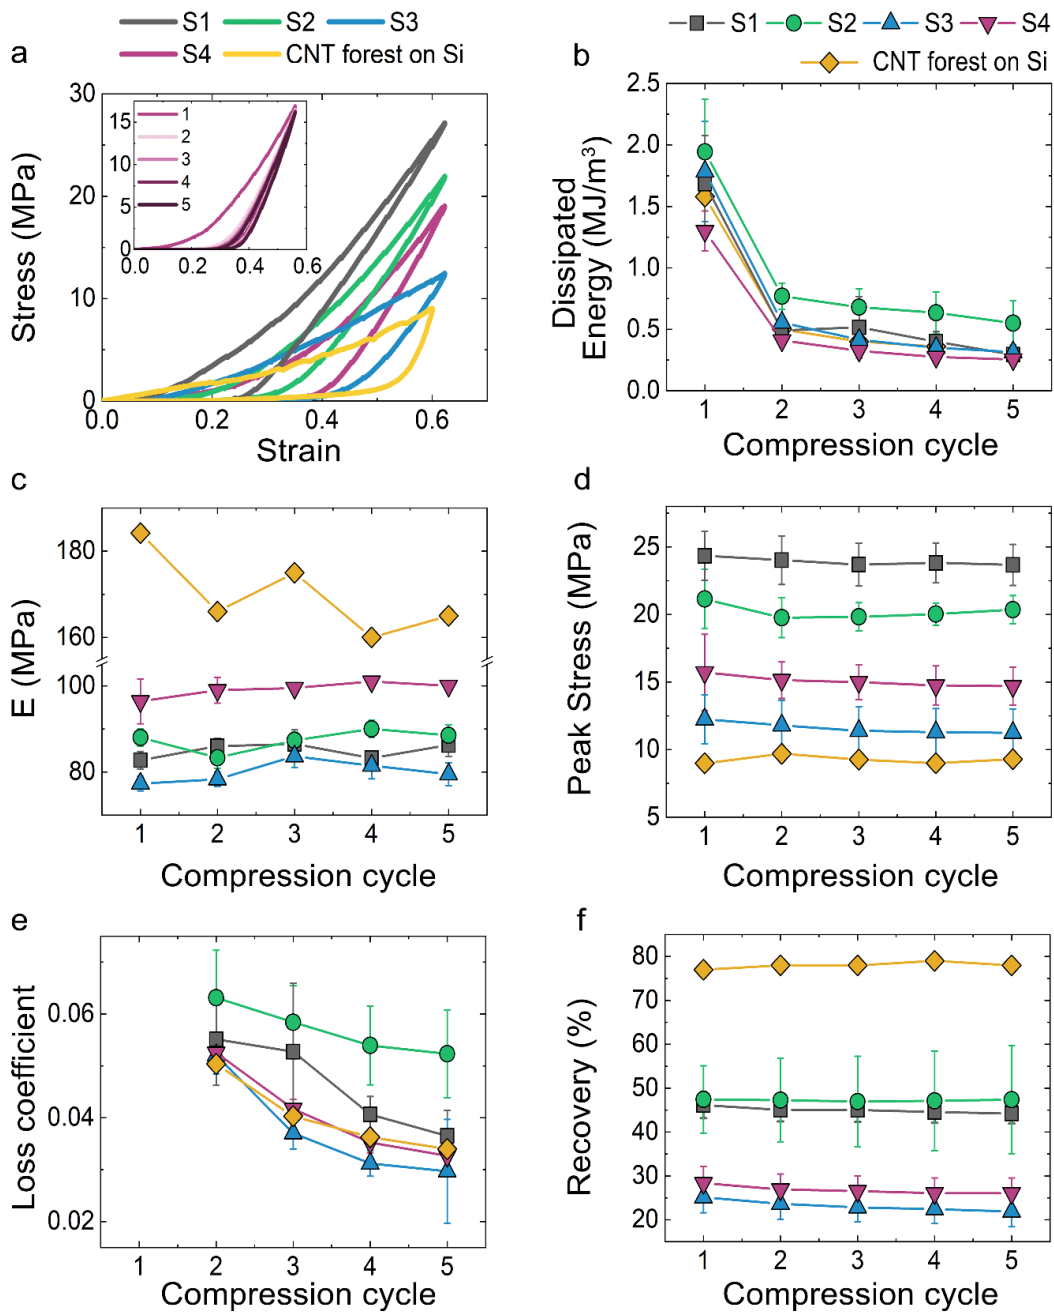 S1 S2 S3
S4 CNT forest on Si
a
30
20
10
0
Stress (MPa)
0.0 0.2 0.4 0.6
Strain
15
10
5
0
1
2
3
4
5
0.0 0.2 0.4 0.6
S1 S2 S3 S4
CNT forest on Si
b
2.5
2.0
1.5
1.0
0.5
0.0
Dissipated
Energy (MJ/m³)
1 2 3 4 5
Compression cycle
c
180
160
100
80
E (MPa)
1 2 3 4 5
Compression cycle
d
25
20
15
10
5
Peak Stress (MPa)
1 2 3 4 5
Compression cycle
e
0.06
0.04
0.02
Loss coefficient
1 2 3 4 5
Compression cycle
f
80
70
60
50
40
30
20
Recovery (%)
1 2 3 4 5
Compression cycle